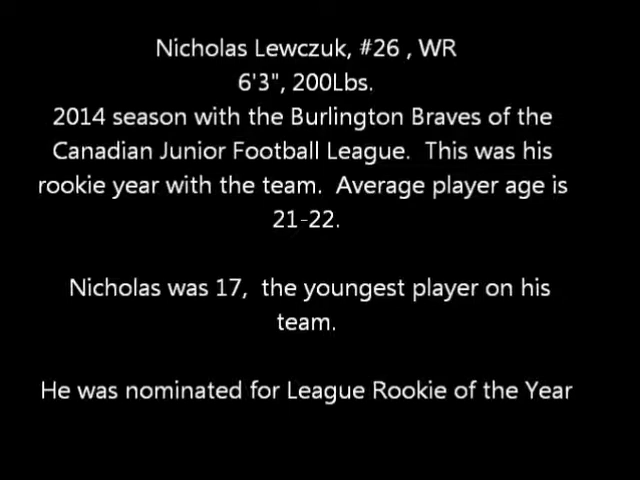 Nicholas Lewczuk, #26 , WR
6'3", 200Lbs.
2014 season with the Burlington Braves of the
Canadian Junior Football League.  This was his
rookie year with the team.  Average player age is
21-22.
Nicholas was 17,  the youngest player on his
team.
He was nominated for League Rookie of the Year